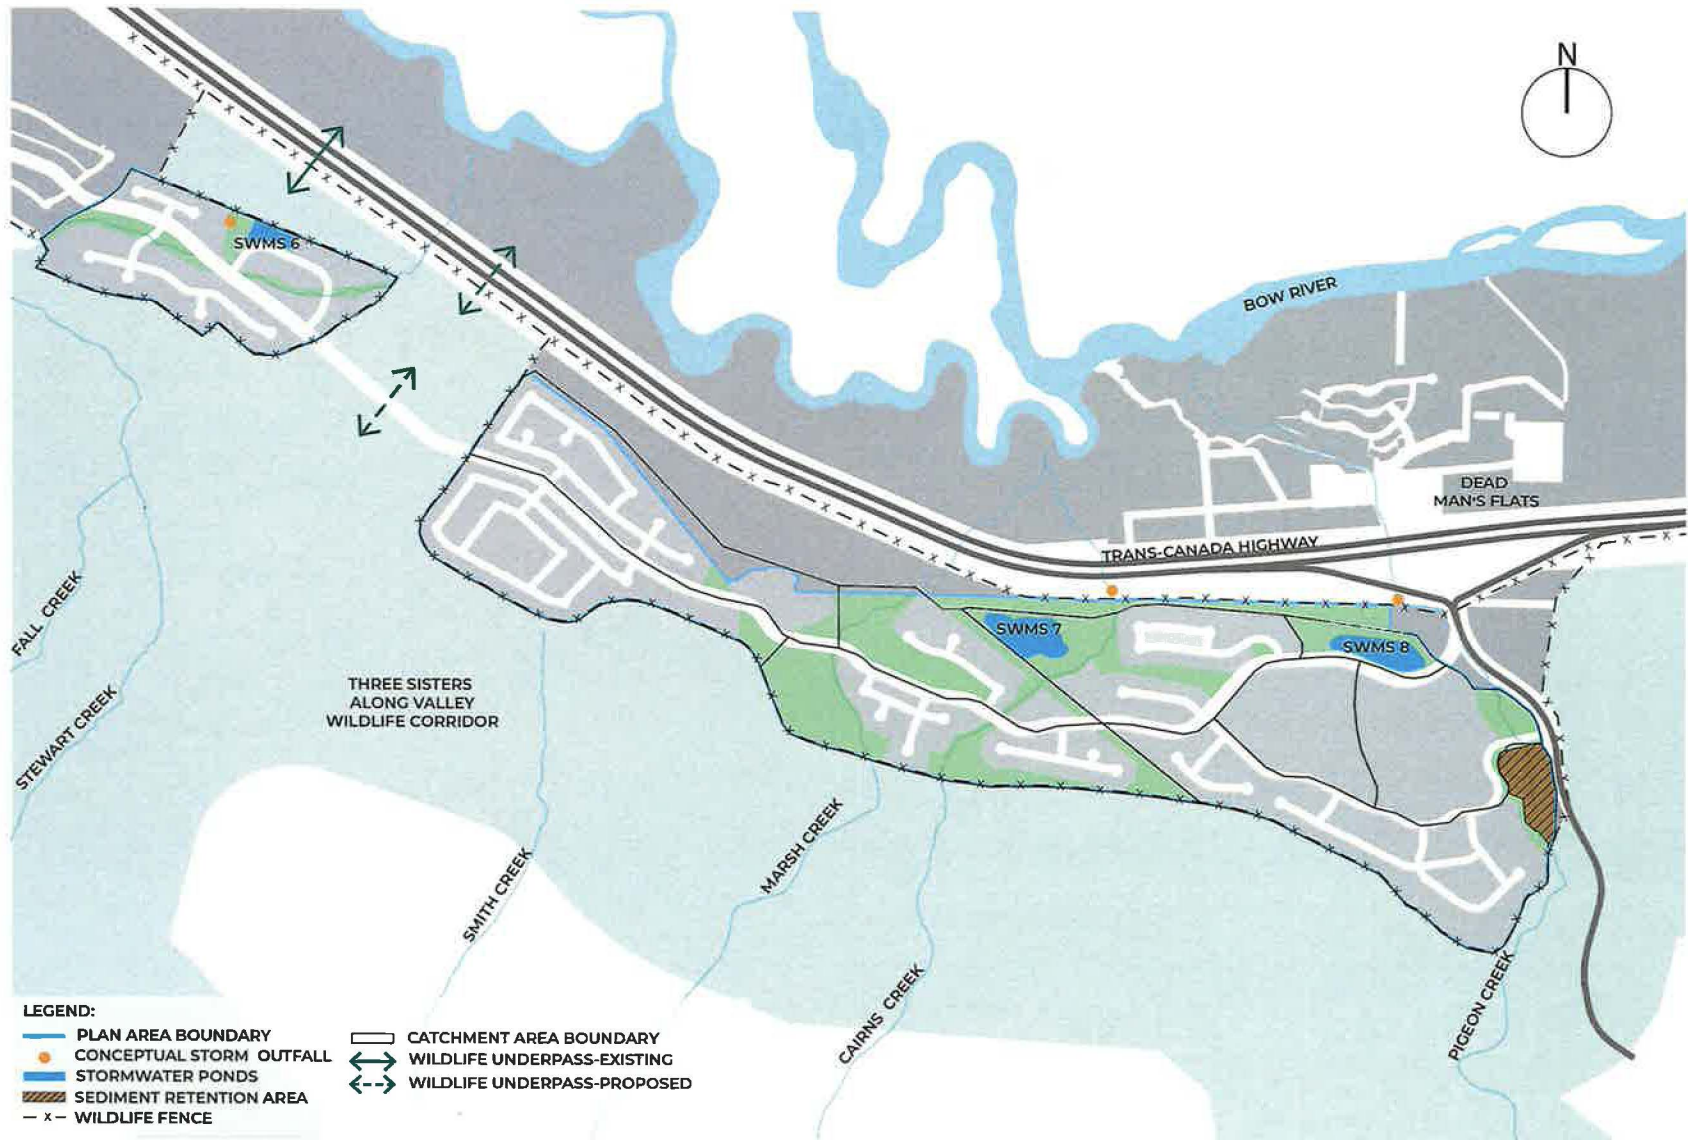 N
SWMS 6
BOW RIVER
DEAD
MAN'S FLATS
TRANS-CANADA HIGHWAY
FALL CREEK
SWMS 7
SWMS 8
STEWART CREEK
THREE SISTERS
ALONG VALLEY
WILDLIFE CORRIDOR
SMITH CREEK
MARSH CREEK
CAIRNS CREEK
PIGEON CREEK
LEGEND:
PLAN AREA BOUNDARY
CONCEPTUAL STORM OUTFALL
STORMWATER PONDS
SEDIMENT RETENTION AREA
WILDLIFE FENCE
CATCHMENT AREA BOUNDARY
WILDLIFE UNDERPASS-EXISTING
WILDLIFE UNDERPASS-PROPOSED